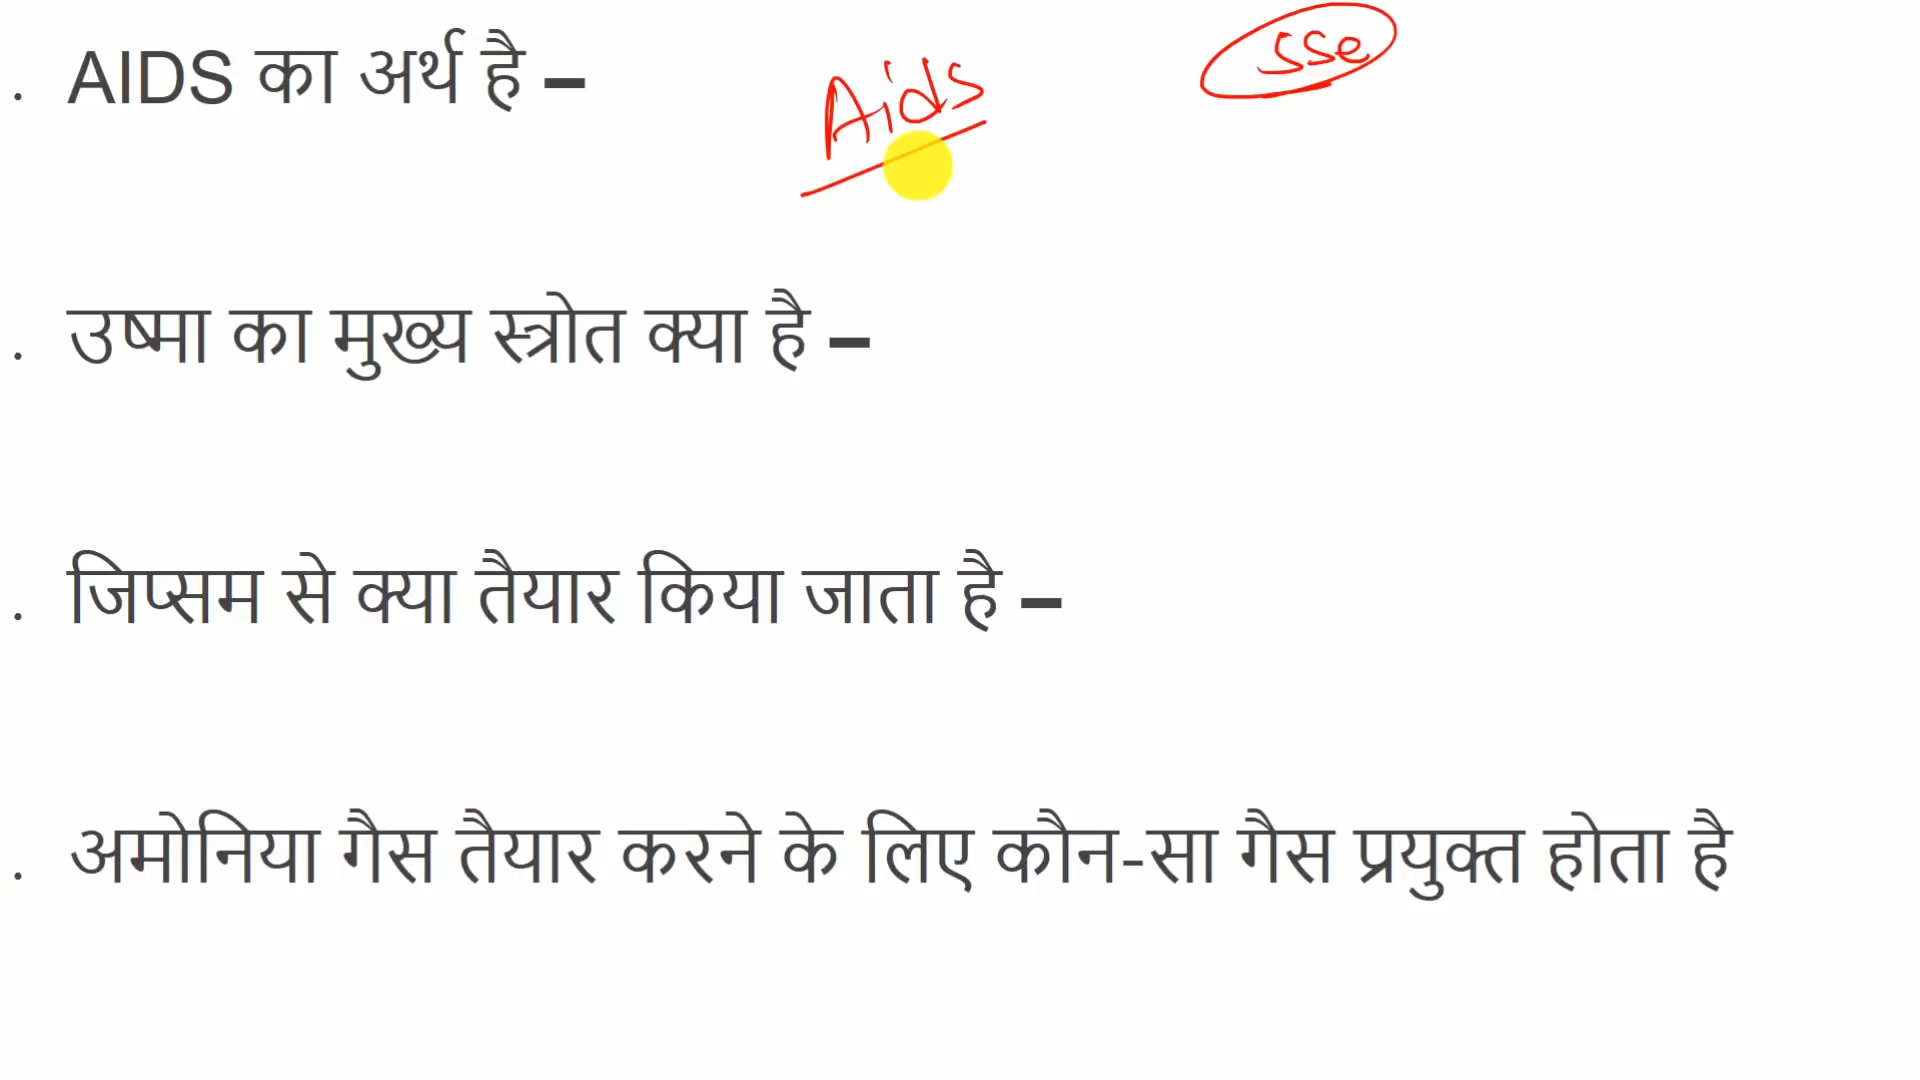 sse
. AIDS का अर्थ है – Aids
. उष्मा का मुख्य स्त्रोत क्या है –
. जिप्सम से क्या तैयार किया जाता है –
. अमोनिया गैस तैयार करने के लिए कौन-सा गैस प्रयुक्त होता है